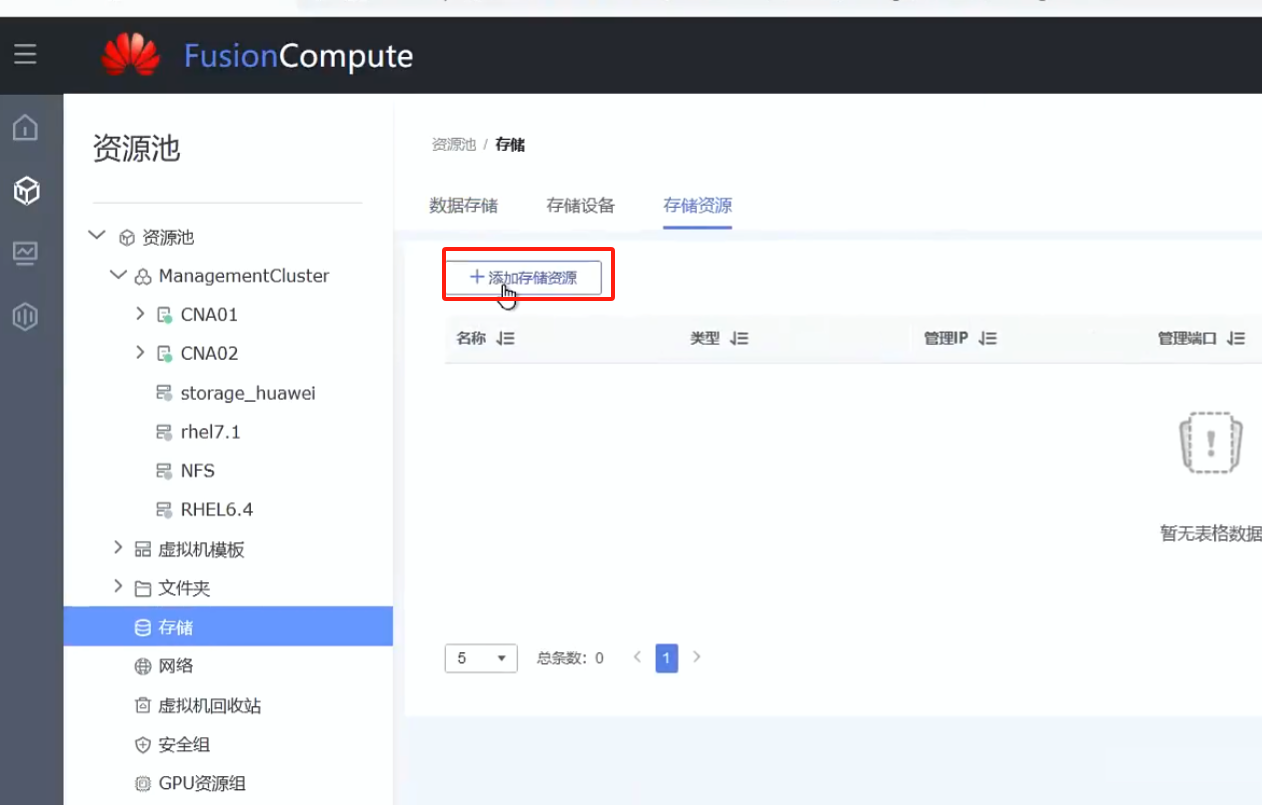 FusionCompute
资源池
资源池 / 存储
数据存储 存储设备 存储资源
添加存储资源
名称 类型 管理IP 管理端口
暂无表格数据
5 总条数：0 1
资源池
ManagementCluster
CNA01
CNA02
storage_huawei
rhel7.1
NFS
RHEL6.4
虚拟机模板
文件夹
存储
网络
虚拟机回收站
安全组
GPU资源组